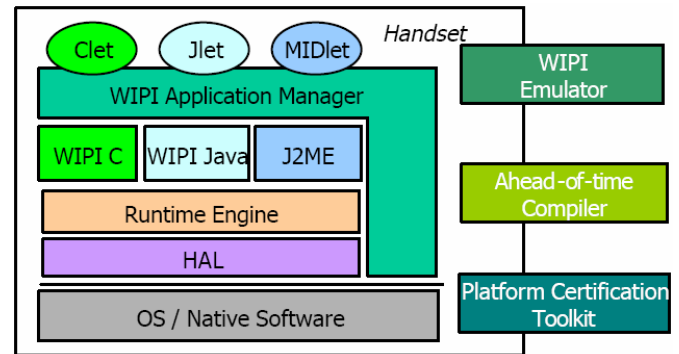 Handset
Clet
Jlet
MIDlet
WIPI Application Manager
WIPI C
WIPI Java
J2ME
Runtime Engine
HAL
OS / Native Software
WIPI
Emulator
Ahead-of-time
Compiler
Platform Certification
Toolkit